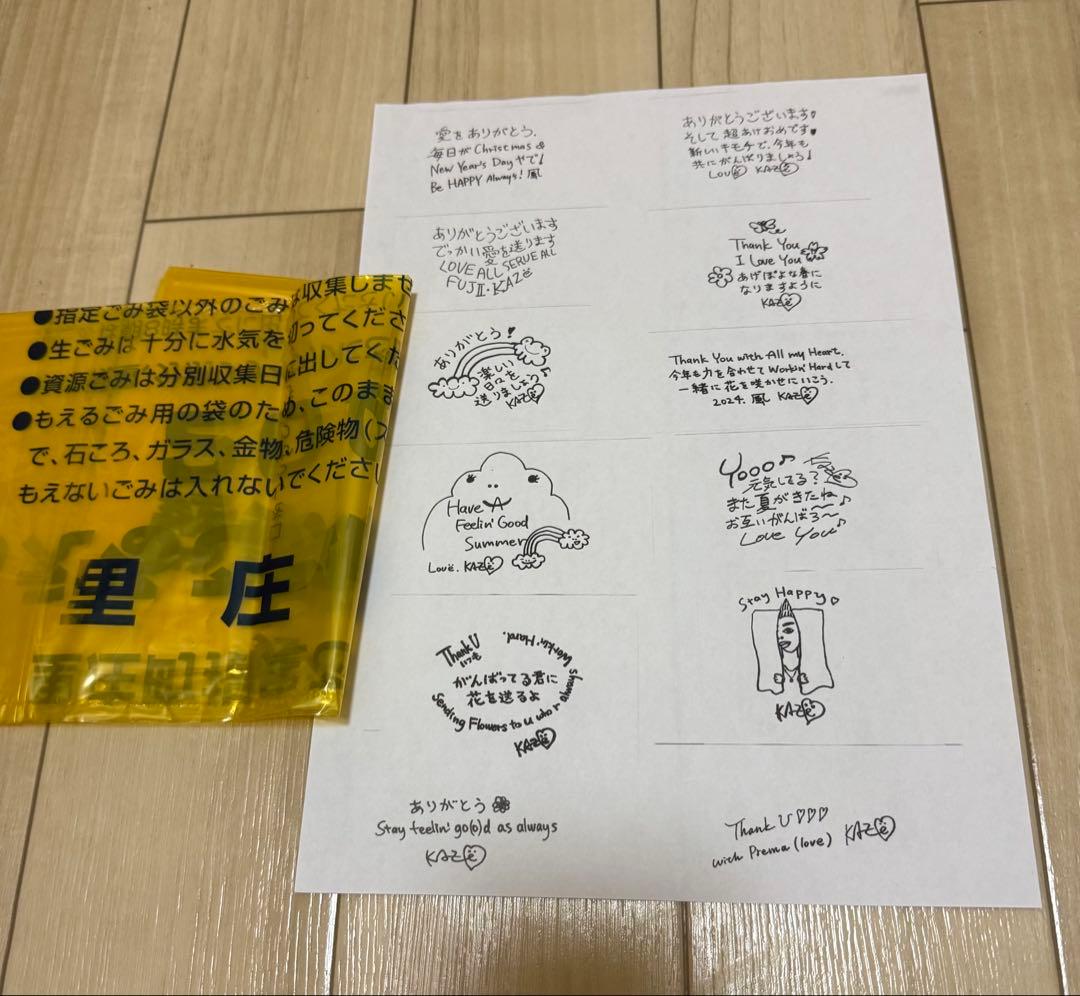 ●指定ごみ袋以外のごみは収集しませ
●生ごみは十分に水気を切ってくださ
●資源ごみは分別収集日に出してくだ
●もえるごみ用の袋のため、このまま
で、石ころ、ガラス、金物、危険物(
もえないごみは入れないでくださ
里庄
愛をありがとう.
毎日がChristmas &
New Year's Dayやで!
Be HAPPY Always! 風
ありがとうございます♥
そして超あけおめです♥
新しいキモチで、今年も
共にがんばりましょう!
LOVE KAZE
ありがとうございます
でっかい愛を送ります
LOVE ALL SERVE ALL
FUJII・KAZE
Thank You
I Love You
あげぽよな春に
なりますように
KAZE
ありがとう!
楽しい
日々を
送りましょう♪
KAZE
Thank You with All my Heart.
今年も力を合わせてWorkin' Hardして
一緒に花を咲かせにいこう.
2024. 風 KAZE
Have A
Feelin' Good
Summer
Love. KAZE
Yooo♪
元気してる?
また夏がきたね♪
お互いがんばろ〜♪
Love You
Thank U
いつも
がんばってる君に
花を送るよ
Sending Flowers to u who r always
Workin' Hard.
KAZE
Stay Happy♡
KAZE
ありがとう
Stay feelin' go(o)d as always
KAZE
Thank U♡♡♡
with Prema (love) KAZE